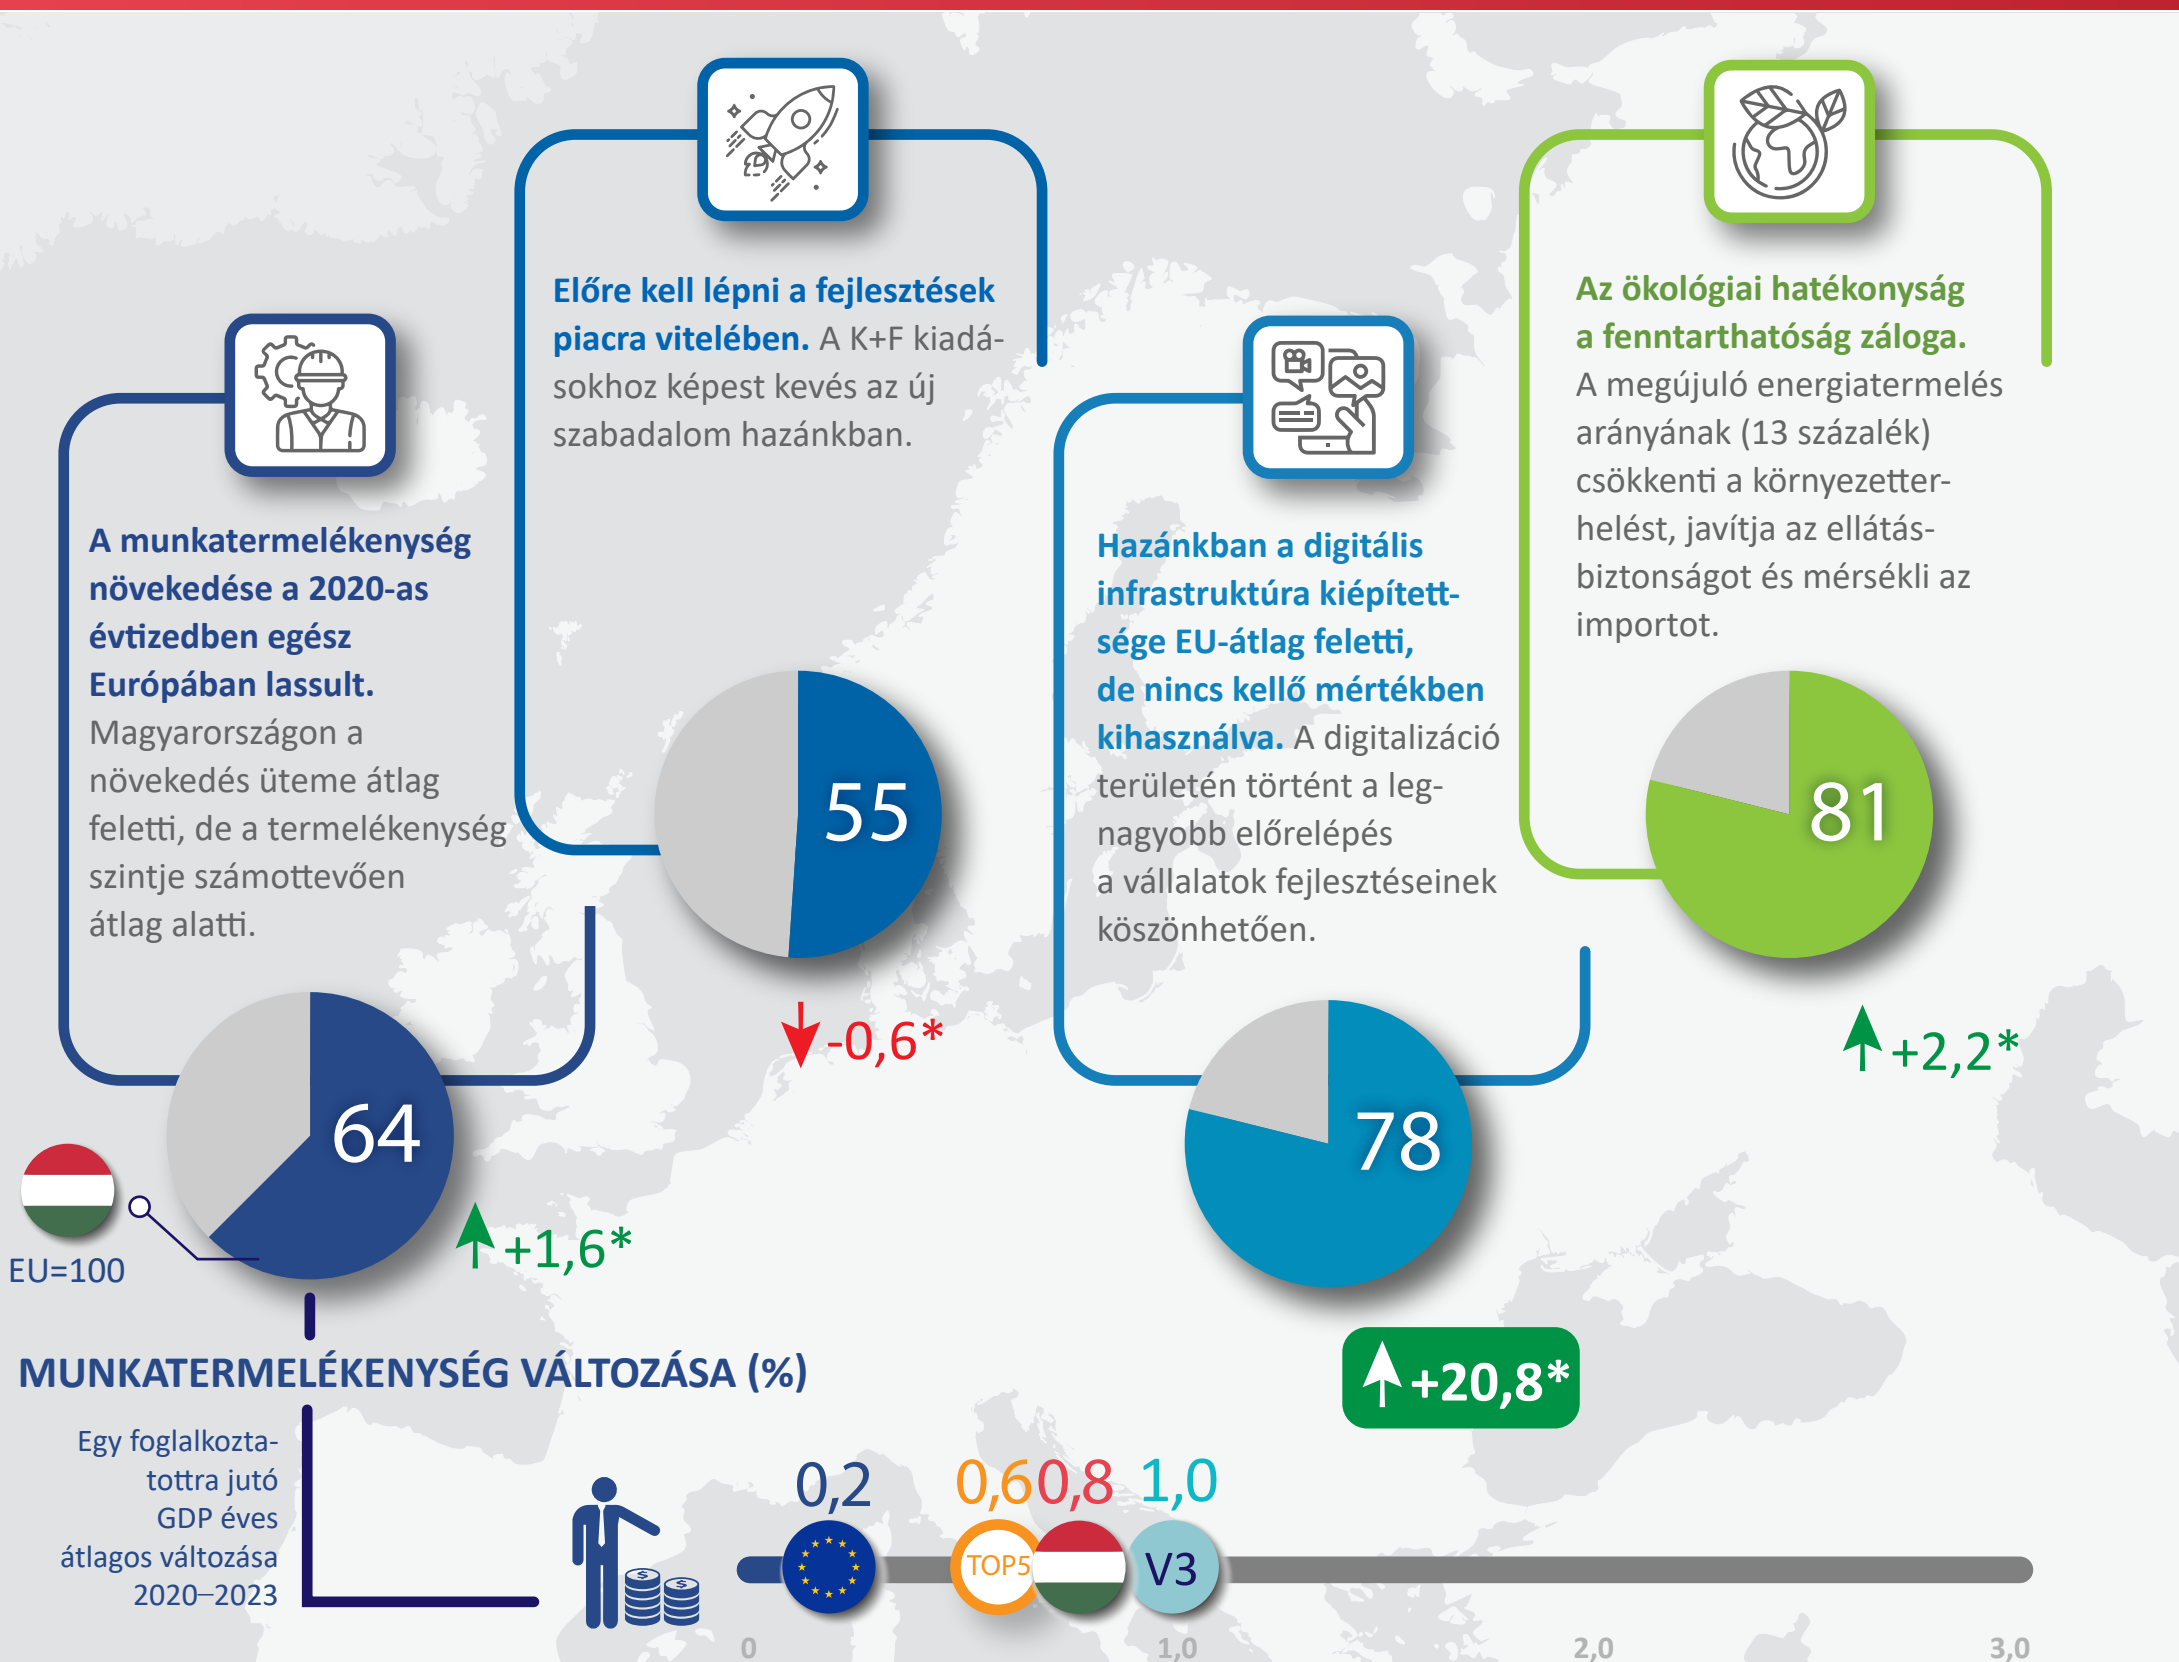 A munkatermelékenység
növekedése a 2020-as
évtizedben egész
Európában lassult.
Magyarországon a
növekedés üteme átlag
feletti, de a termelékenység
szintje számottevően
átlag alatti.
64
+1,6*
EU=100
Előre kell lépni a fejlesztések
piacra vitelében. A K+F kiadá-
sokhoz képest kevés az új
szabadalom hazánkban.
55
-0,6*
Hazánkban a digitális
infrastruktúra kiépített-
sége EU-átlag feletti,
de nincs kellő mértékben
kihasználva. A digitalizáció
területén történt a leg-
nagyobb előrelépés
a vállalatok fejlesztéseinek
köszönhetően.
78
+20,8*
Az ökológiai hatékonyság
a fenntarthatóság záloga.
A megújuló energiatermelés
arányának (13 százalék)
csökkenti a környezetter-
helést, javítja az ellátás-
biztonságot és mérsékli az
importot.
81
+2,2*
MUNKATERMELÉKENYSÉG VÁLTOZÁSA (%)
Egy foglalkozta-
tottra jutó
GDP éves
átlagos változása
2020–2023
$ $
0,2 0,6 0,8 1,0
TOP5 V3
0 1,0 2,0 3,0